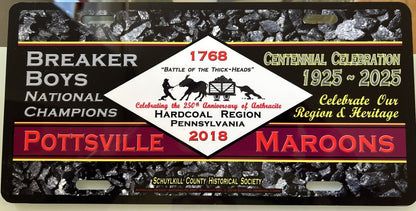 BREAKER
BOYS
NATIONAL
CHAMPIONS
1768
"BATTLE OF THE THICK-HEADS"
Celebrating the 250th Anniversary of Anthracite
HARDCOAL REGION
PENNSYLVANIA
2018
CENTENNIAL CELEBRATION
1925 ~ 2025
Celebrate Our
Region & Heritage
POTTSVILLE
MAROONS
SCHUYLKILL COUNTY HISTORICAL SOCIETY